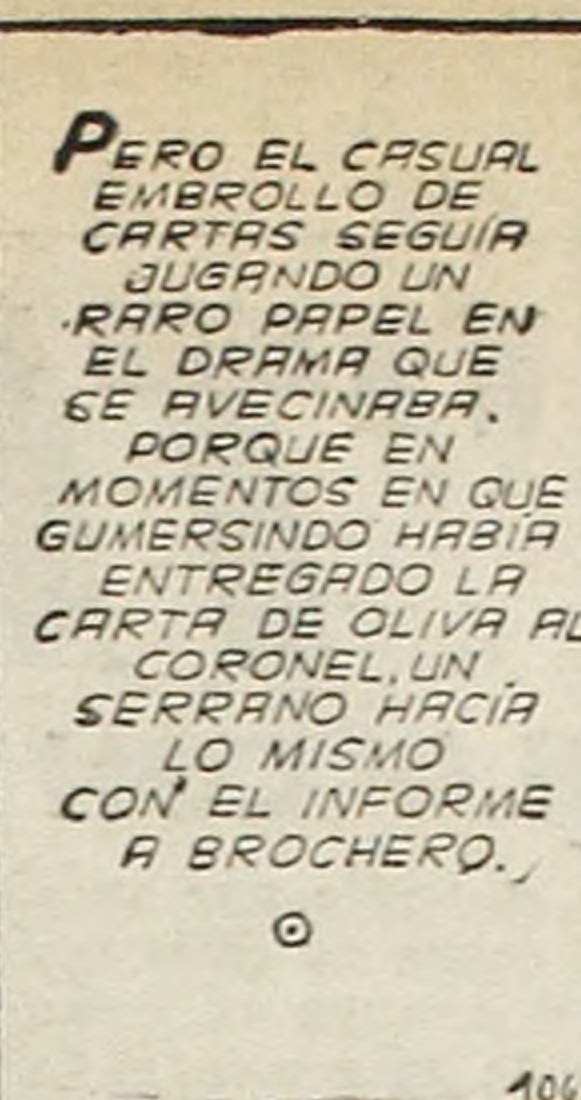 PERO EL CASUAL
EMBROLLO DE
CARTAS SEGUÍA
JUGANDO UN
RARO PAPEL EN
EL DRAMA QUE
SE AVECINABA.
PORQUE EN
MOMENTOS EN QUE
GUMERSINDO HABÍA
ENTREGADO LA
CARTA DE OLIVA AL
CORONEL, UN
SERRANO HACÍA
LO MISMO
CON EL INFORME
A BROCHERO.
106